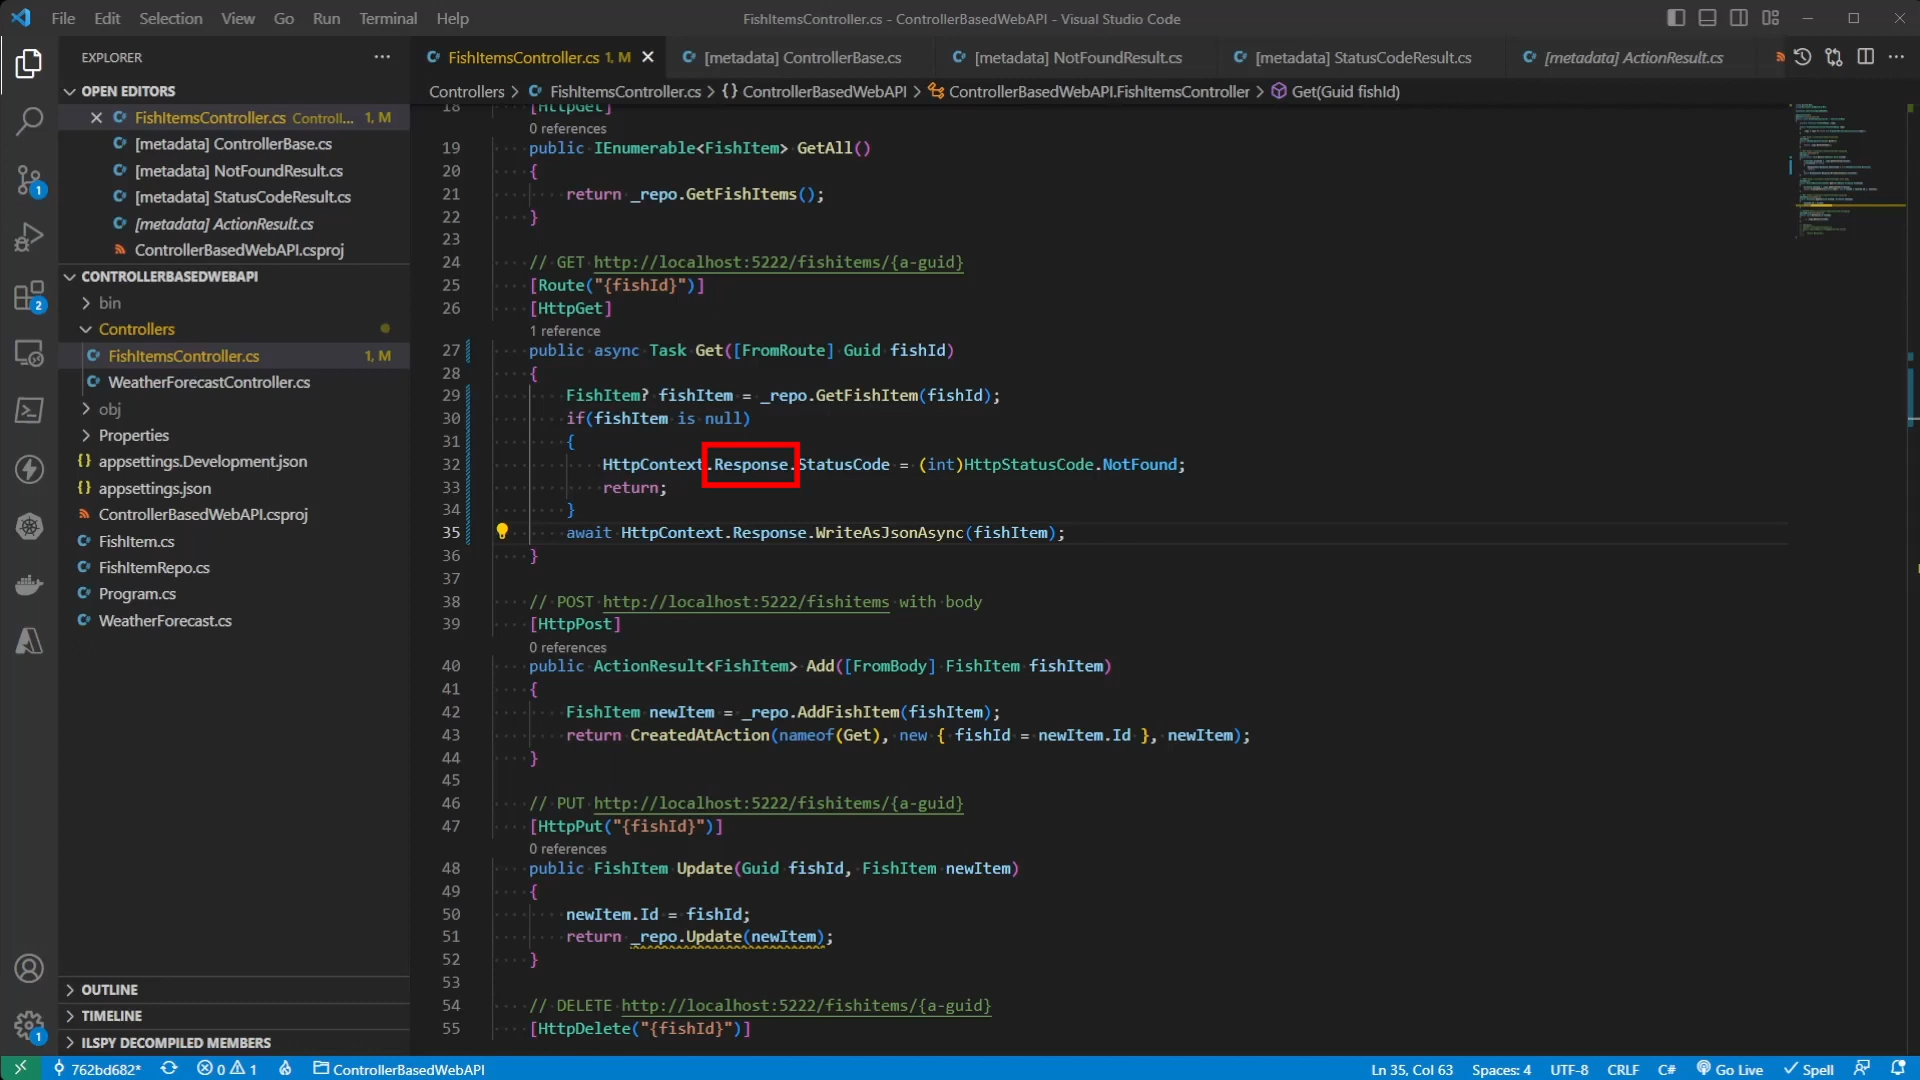 File Edit Selection View Go Run Terminal Help
FishItemsController.cs - ControllerBasedWebAPI - Visual Studio Code
EXPLORER
OPEN EDITORS
FishItemsController.cs Controll... 1, M
[metadata] ControllerBase.cs
[metadata] NotFoundResult.cs
[metadata] StatusCodeResult.cs
[metadata] ActionResult.cs
ControllerBasedWebAPI.csproj
CONTROLLERBASEDWEBAPI
bin
Controllers
FishItemsController.cs 1, M
WeatherForecastController.cs
obj
Properties
appsettings.Development.json
appsettings.json
ControllerBasedWebAPI.csproj
FishItem.cs
FishItemRepo.cs
Program.cs
WeatherForecast.cs
OUTLINE
TIMELINE
ILSPY DECOMPILED MEMBERS
1
2
1
FishItemsController.cs 1, M [metadata] ControllerBase.cs [metadata] NotFoundResult.cs [metadata] StatusCodeResult.cs [metadata] ActionResult.cs
Controllers > FishItemsController.cs > {} ControllerBasedWebAPI > ControllerBasedWebAPI.FishItemsController > Get(Guid fishId)
18 [HttpGet]
0 references
19 public IEnumerable<FishItem> GetAll()
20 {
21 return _repo.GetFishItems();
22 }
23
24 // GET http://localhost:5222/fishitems/{a-guid}
25 [Route("{fishId}")]
26 [HttpGet]
1 reference
27 public async Task Get([FromRoute] Guid fishId)
28 {
29 FishItem? fishItem = _repo.GetFishItem(fishId);
30 if(fishItem is null)
31 {
32 HttpContext.Response.StatusCode = (int)HttpStatusCode.NotFound;
33 return;
34 }
35 await HttpContext.Response.WriteAsJsonAsync(fishItem);
36 }
37
38 // POST http://localhost:5222/fishitems with body
39 [HttpPost]
0 references
40 public ActionResult<FishItem> Add([FromBody] FishItem fishItem)
41 {
42 FishItem newItem = _repo.AddFishItem(fishItem);
43 return CreatedAtAction(nameof(Get), new { fishId = newItem.Id }, newItem);
44 }
45
46 // PUT http://localhost:5222/fishitems/{a-guid}
47 [HttpPut("{fishId}")]
0 references
48 public FishItem Update(Guid fishId, FishItem newItem)
49 {
50 newItem.Id = fishId;
51 return _repo.Update(newItem);
52 }
53
54 // DELETE http://localhost:5222/fishitems/{a-guid}
55 [HttpDelete("{fishId}")]
762bd682* 0 1 ControllerBasedWebAPI Ln 35, Col 63 Spaces: 4 UTF-8 CRLF C# Go Live Spell